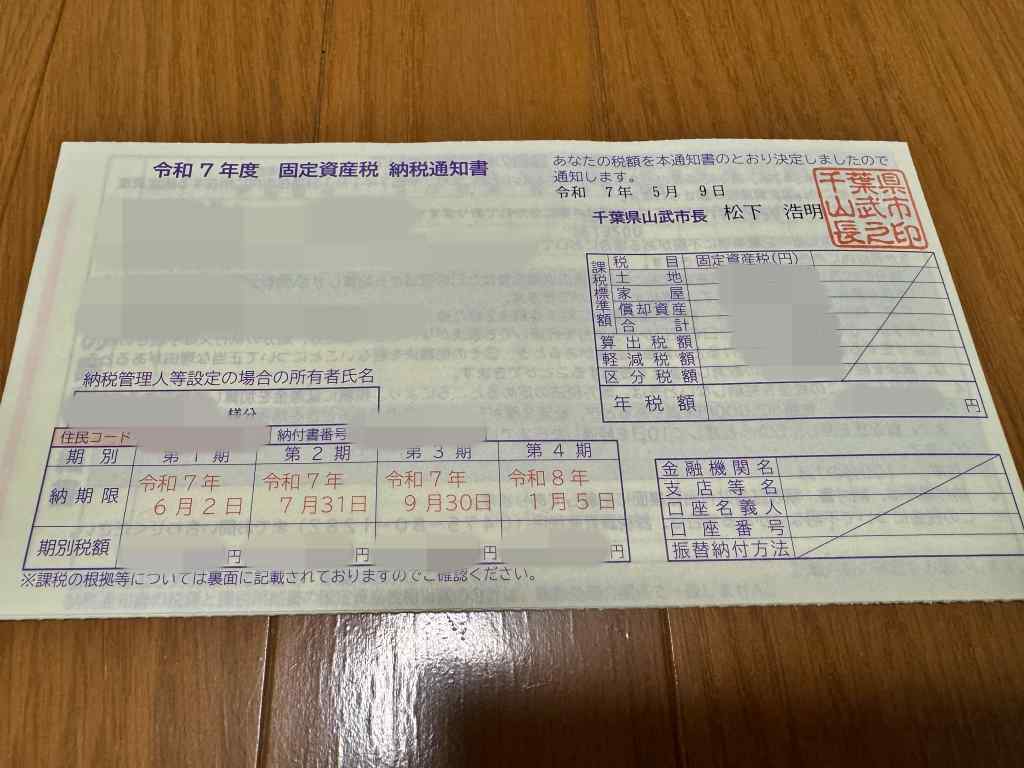 令和7年度 固定資産税 納税通知書
あなたの税額を本通知書のとおり決定しましたので
通知します。
令和 7年 5月 9日
千葉県山武市長 松下 浩明
千葉県
山武市
長之印
課税標準額
税目 固定資産税(円)
土地
家屋
償却資産
合計
算出税額
軽減税額
区分税額
年税額 円
納税管理人等設定の場合の所有者氏名
様分
住民コード 納付書番号
期別 第1期 第2期 第3期 第4期
納期限 令和7年6月2日 令和7年7月31日 令和7年9月30日 令和8年1月5日
期別税額 円 円 円 円
※課税の根拠等については裏面に記載されておりますのでご確認ください。
金融機関名
支店等名
口座名義人
口座番号
振替納付方法